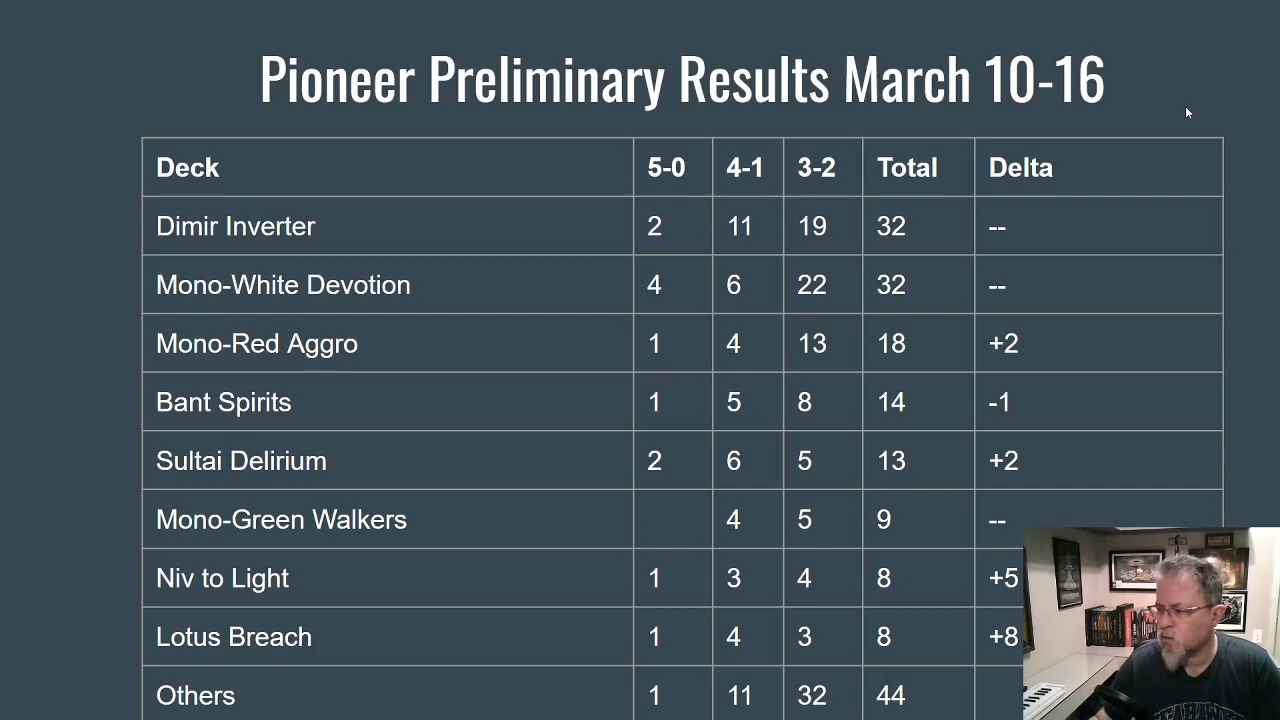 Pioneer Preliminary Results March 10-16
Deck 5-0 4-1 3-2 Total Delta
Dimir Inverter 2 11 19 32 --
Mono-White Devotion 4 6 22 32 --
Mono-Red Aggro 1 4 13 18 +2
Bant Spirits 1 5 8 14 -1
Sultai Delirium 2 6 5 13 +2
Mono-Green Walkers 4 5 9 --
Niv to Light 1 3 4 8 +5
Lotus Breach 1 4 3 8 +8
Others 1 11 32 44